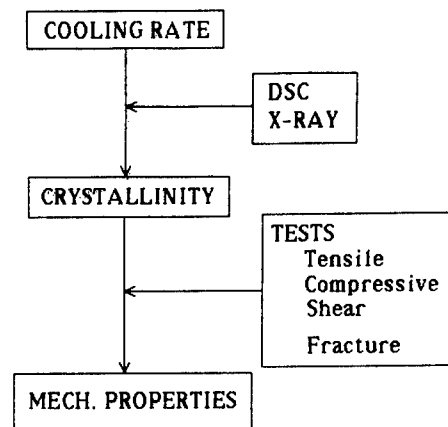 COOLING RATE
DSC
X-RAY
CRYSTALLINITY
TESTS
Tensile
Compressive
Shear
Fracture
MECH. PROPERTIES